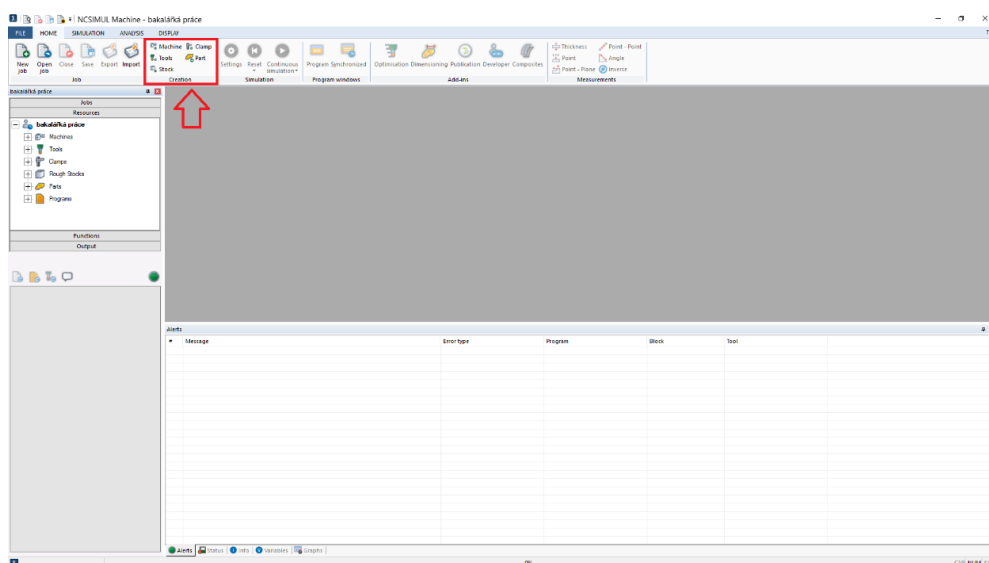 NCSIMUL Machine - bakalářká práce
FILE HOME SIMULATION ANALYSIS DISPLAY
Machine Clamp
Tools Part
Stock
New job Open job Close Save Export Import
Settings Reset Continuous simulation
Program Synchronized
Optimisation Dimensioning Publication Developer Composites
Thickness Point - Point
Point Angle
Point - Plane Inverse
Job Creation Simulation Program windows Add-ins Measurements
bakalářká práce
Jobs
Resources
bakalářká práce
Machines
Tools
Clamps
Rough Stocks
Parts
Programs
Functions
Output
Alerts
# Message Error type Program Block Tool
Alerts Status Info Variables Graphs